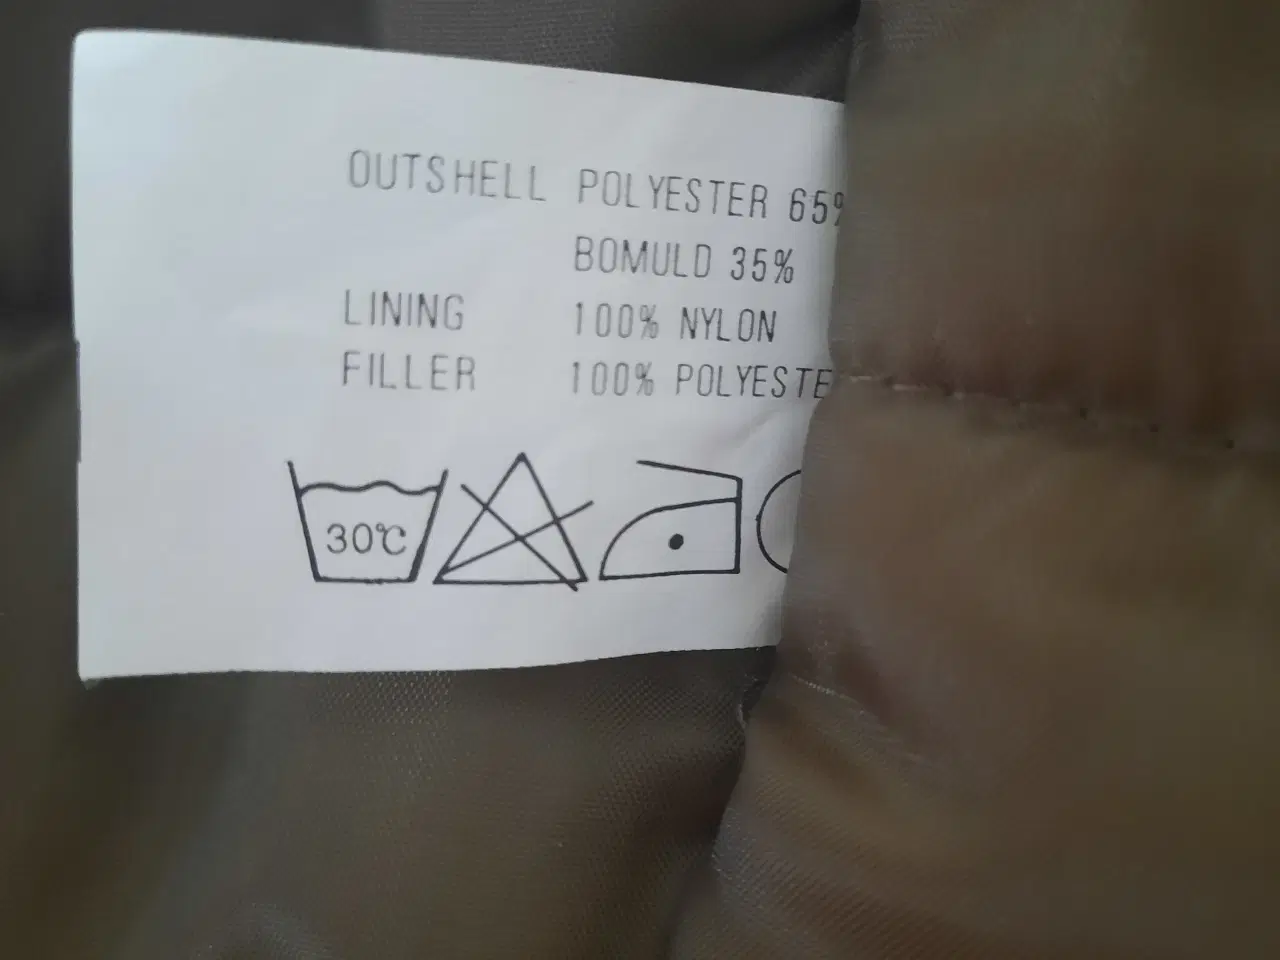 OUTSHELL POLYESTER 65%
BOMULD 35%
LINING 100% NYLON
FILLER 100% POLYESTE
30°C